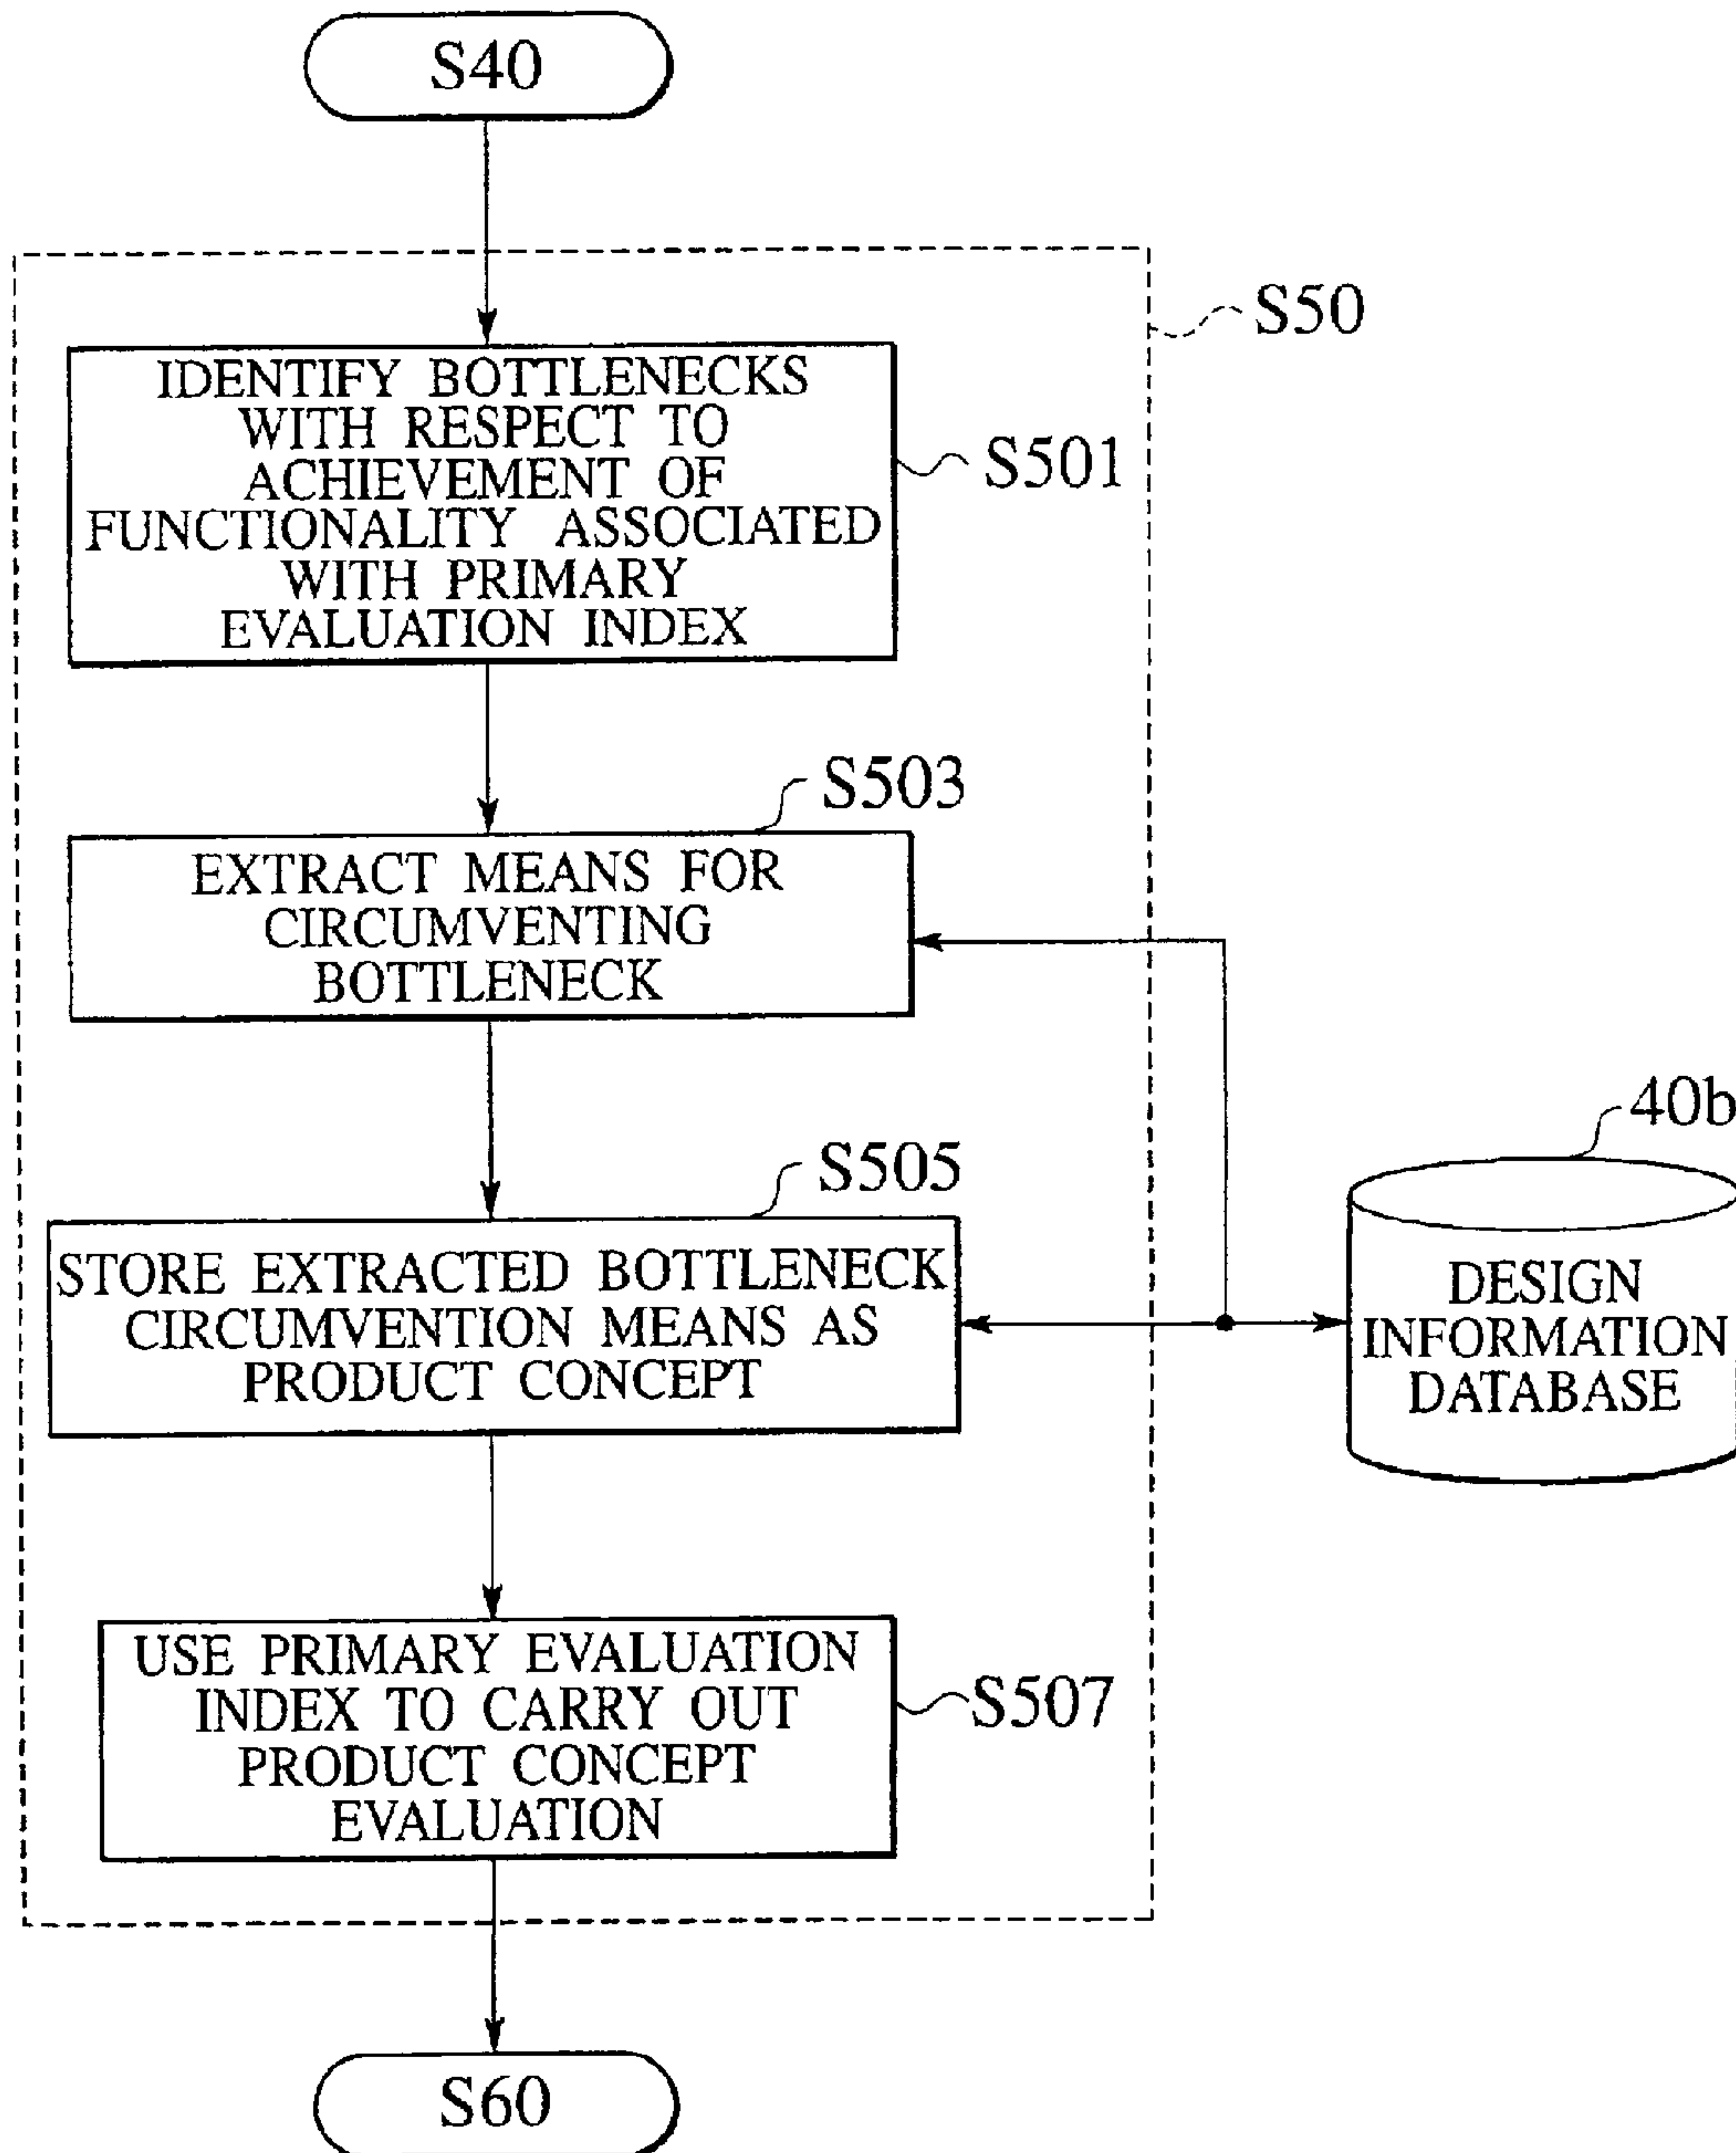 S40
S50
IDENTIFY BOTTLENECKS
WITH RESPECT TO
ACHIEVEMENT OF
FUNCTIONALITY ASSOCIATED
WITH PRIMARY
EVALUATION INDEX
S501
S503
EXTRACT MEANS FOR
CIRCUMVENTING
BOTTLENECK
40b
S505
STORE EXTRACTED BOTTLENECK
CIRCUMVENTION MEANS AS
PRODUCT CONCEPT
DESIGN
INFORMATION
DATABASE
USE PRIMARY EVALUATION
INDEX TO CARRY OUT
PRODUCT CONCEPT
EVALUATION
S507
S60